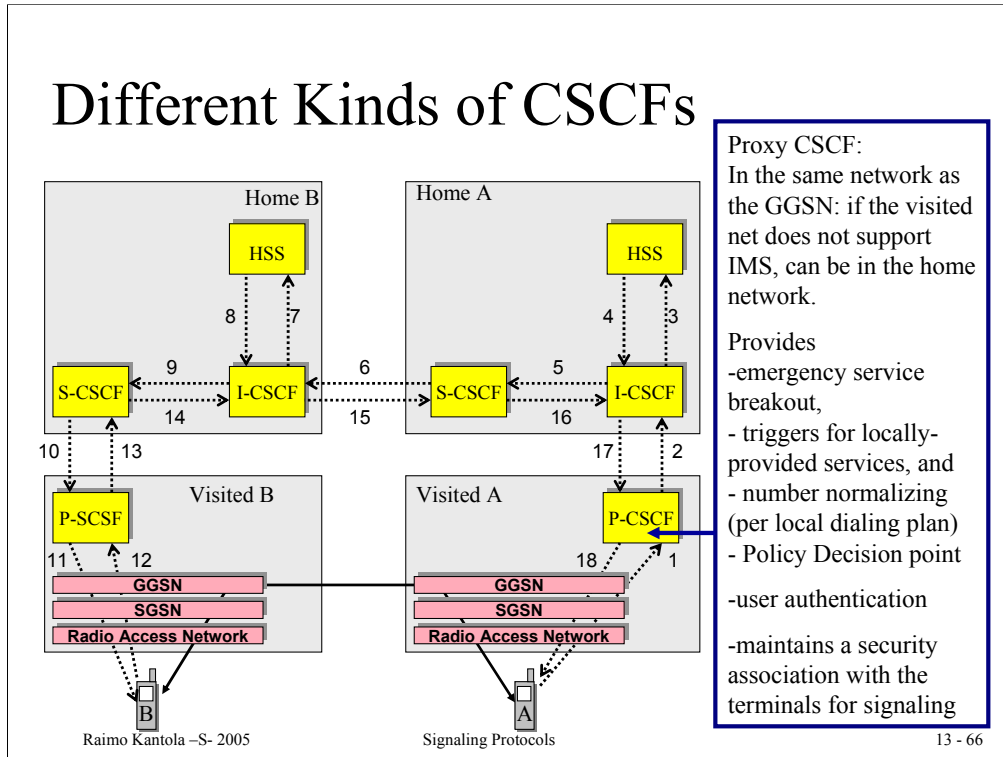 Different Kinds of CSCFs
Home B
HSS
8
7
9
S-CSCF
I-CSCF
14
6
15
Home A
HSS
4
3
5
S-CSCF
I-CSCF
16
10
13
17
2
Visited B
P-SCSF
11
12
GGSN
SGSN
Radio Access Network
B
Visited A
P-CSCF
18
1
GGSN
SGSN
Radio Access Network
A
Proxy CSCF:
In the same network as
the GGSN: if the visited
net does not support
IMS, can be in the home
network.
Provides
-emergency service
breakout,
- triggers for locally-
provided services, and
- number normalizing
(per local dialing plan)
- Policy Decision point
-user authentication
-maintains a security
association with the
terminals for signaling
Raimo Kantola –S- 2005
Signaling Protocols
13 - 66